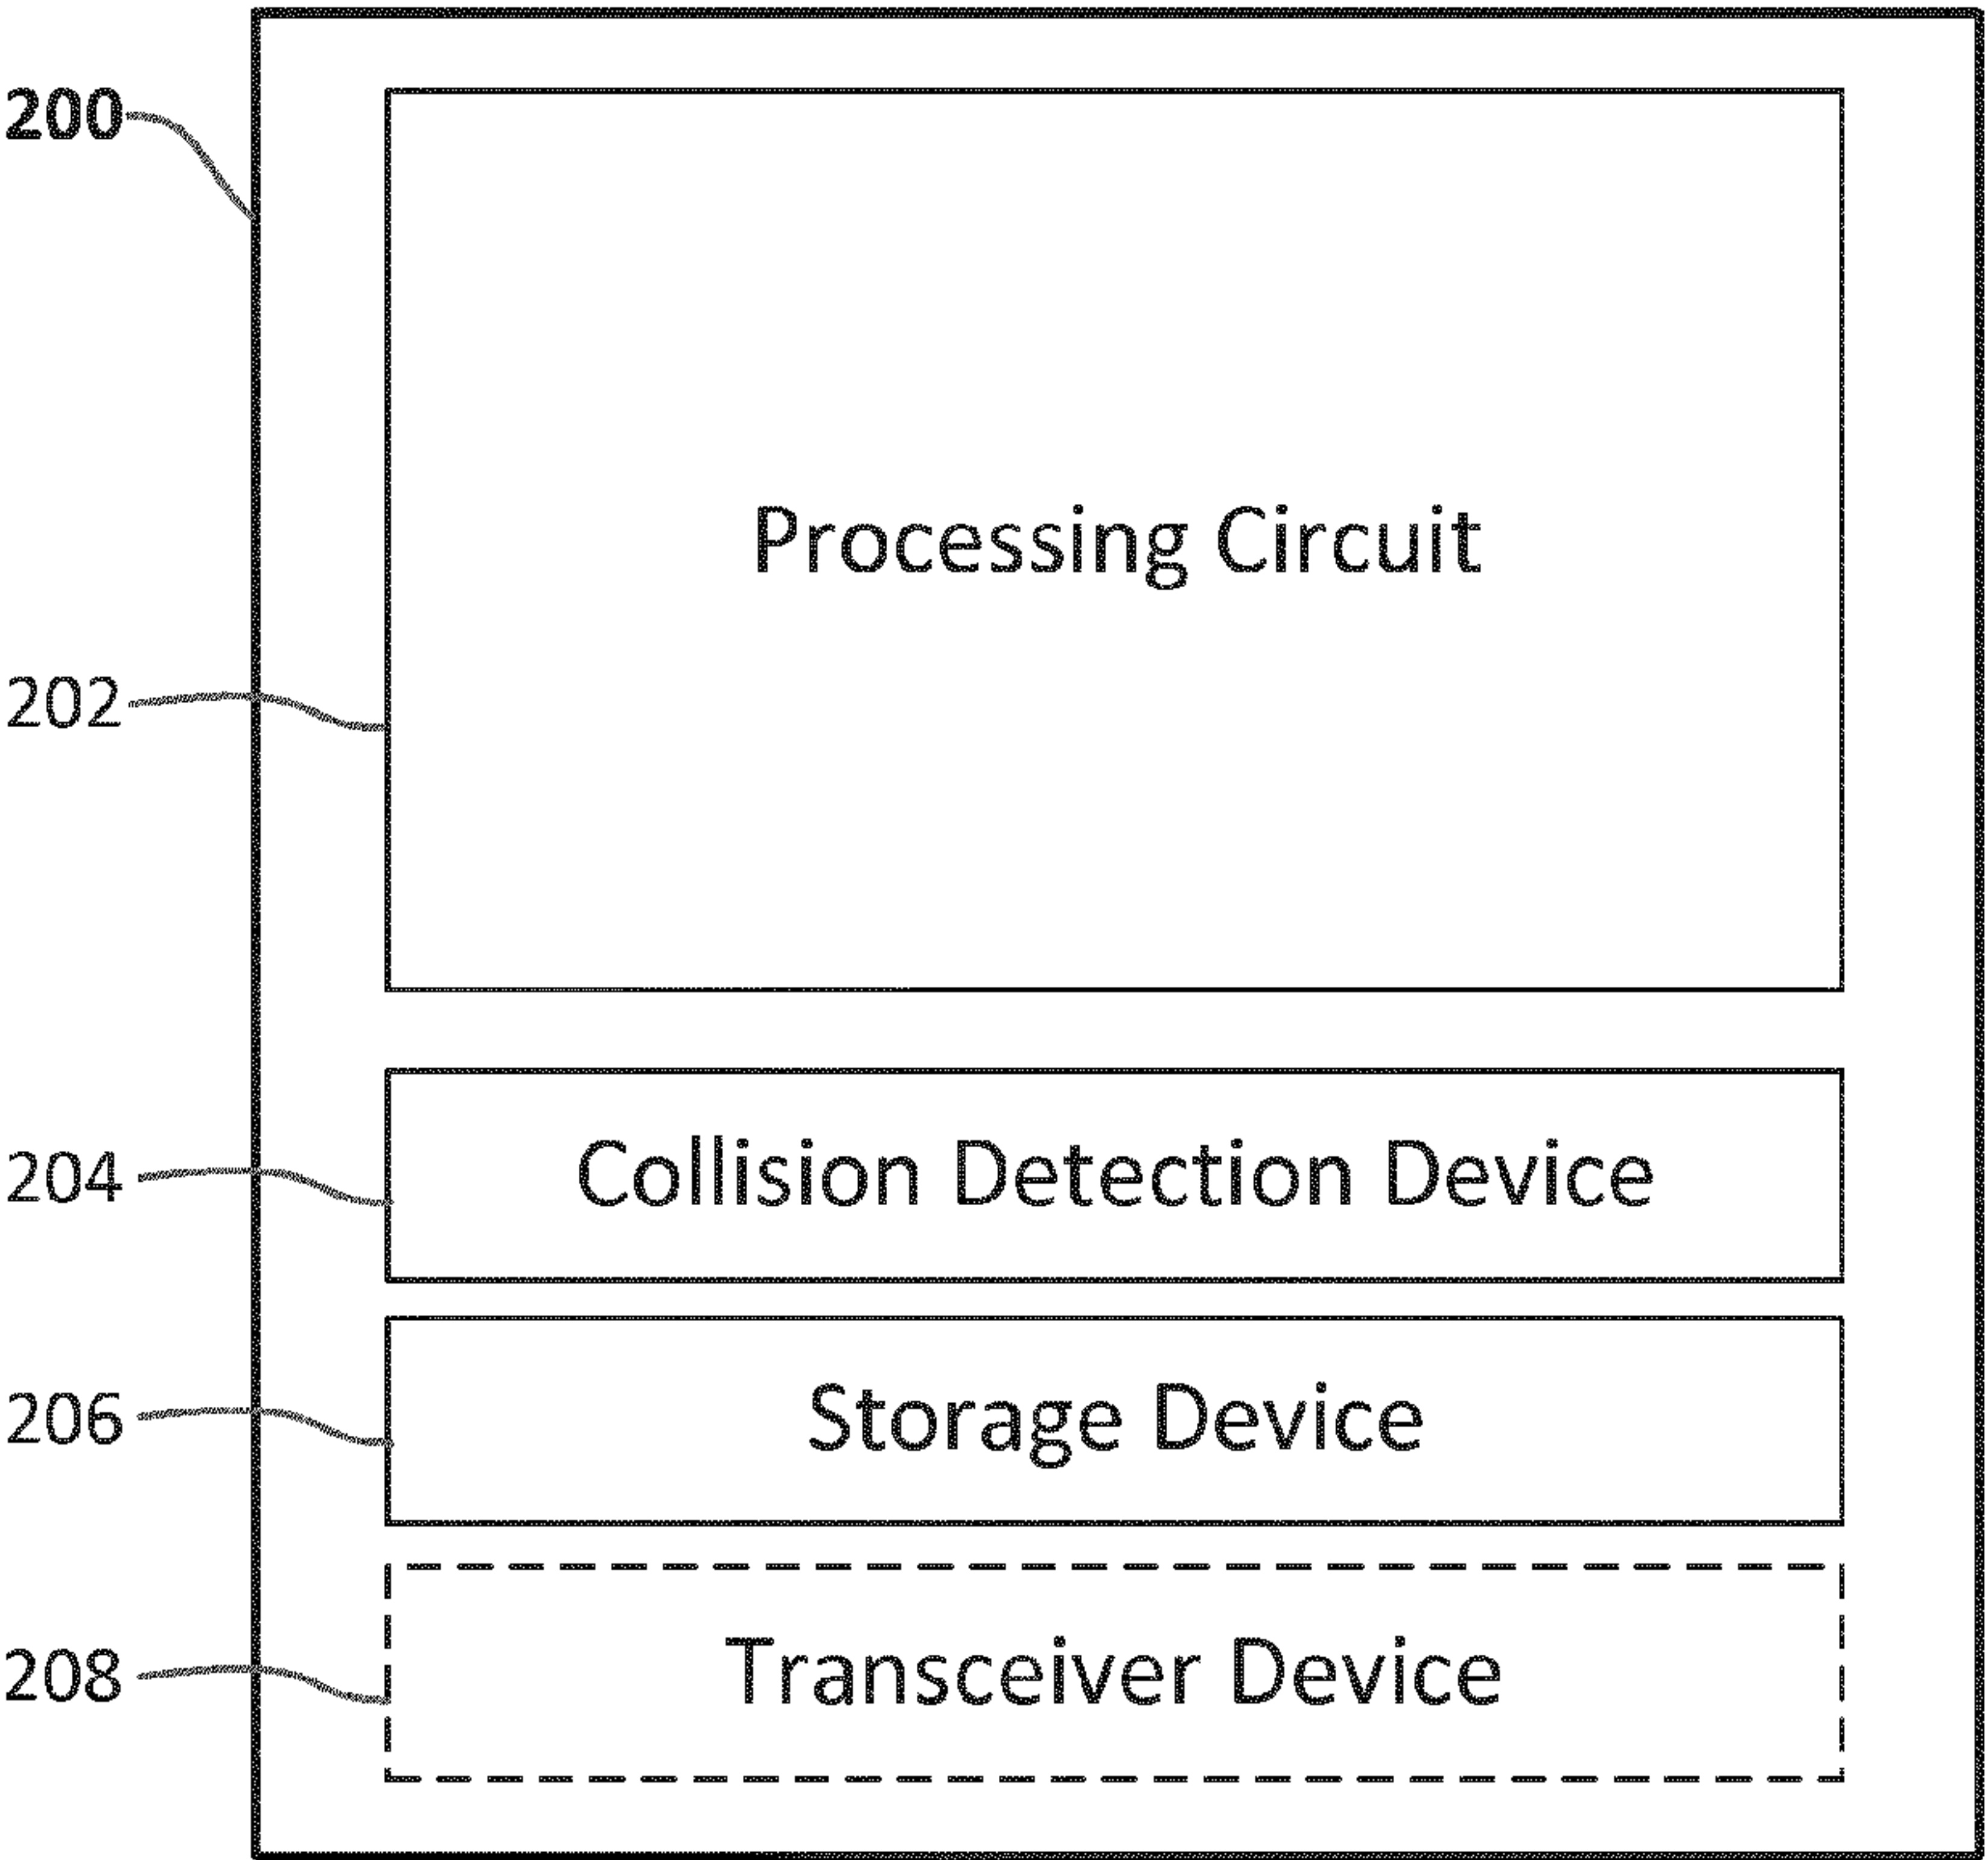 200
Processing Circuit
202
204
Collision Detection Device
206
Storage Device
208
Transceiver Device